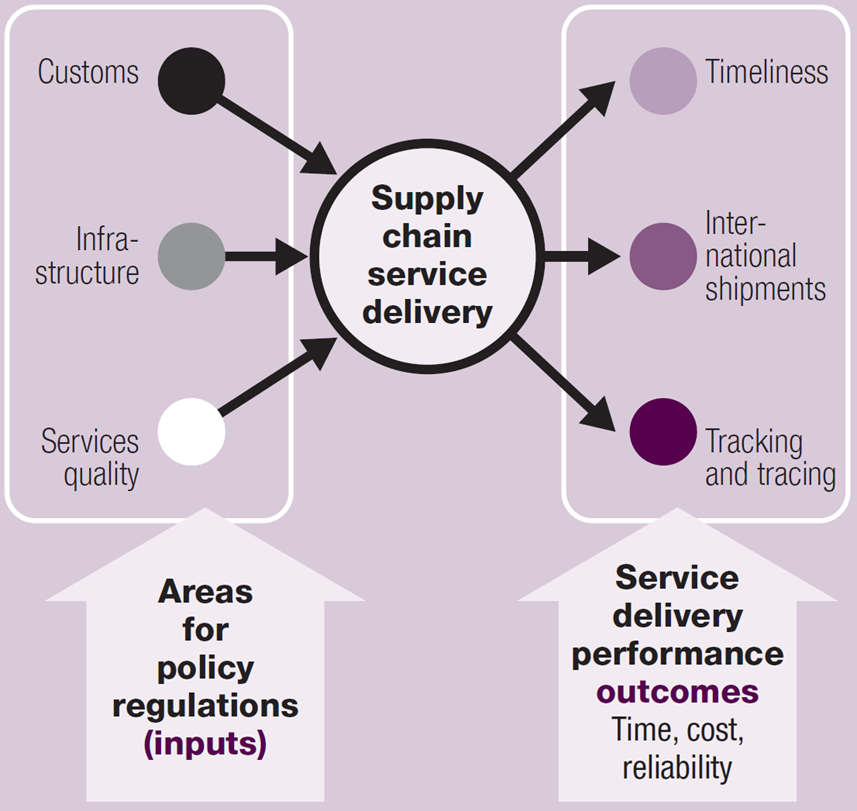 Customs
Infra-
structure
Services
quality
Supply
chain
service
delivery
Timeliness
Inter-
national
shipments
Tracking
and tracing
Areas
for
policy
regulations
(inputs)
Service
delivery
performance
outcomes
Time, cost,
reliability